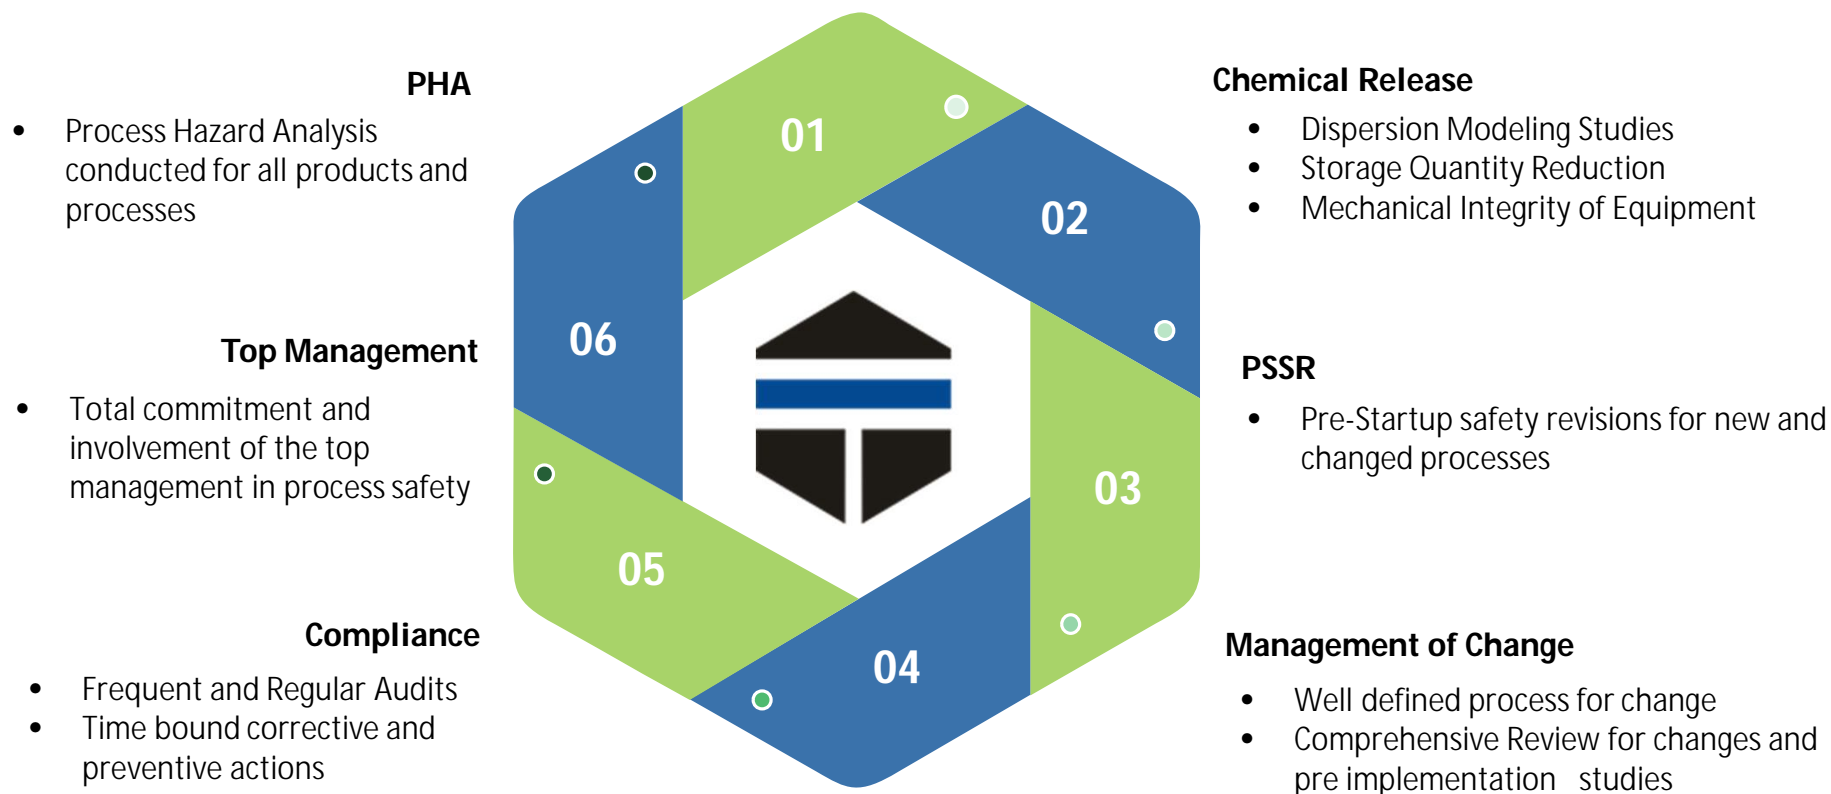 PHA
• Process Hazard Analysis
conducted for all products and
processes
01
Chemical Release
• Dispersion Modeling Studies
• Storage Quantity Reduction
• Mechanical Integrity of Equipment
02
PSSR
• Pre-Startup safety revisions for new and
changed processes
03
Management of Change
• Well defined process for change
• Comprehensive Review for changes and
pre implementation studies
04
Compliance
• Frequent and Regular Audits
• Time bound corrective and
preventive actions
05
Top Management
• Total commitment and
involvement of the top
management in process safety
06